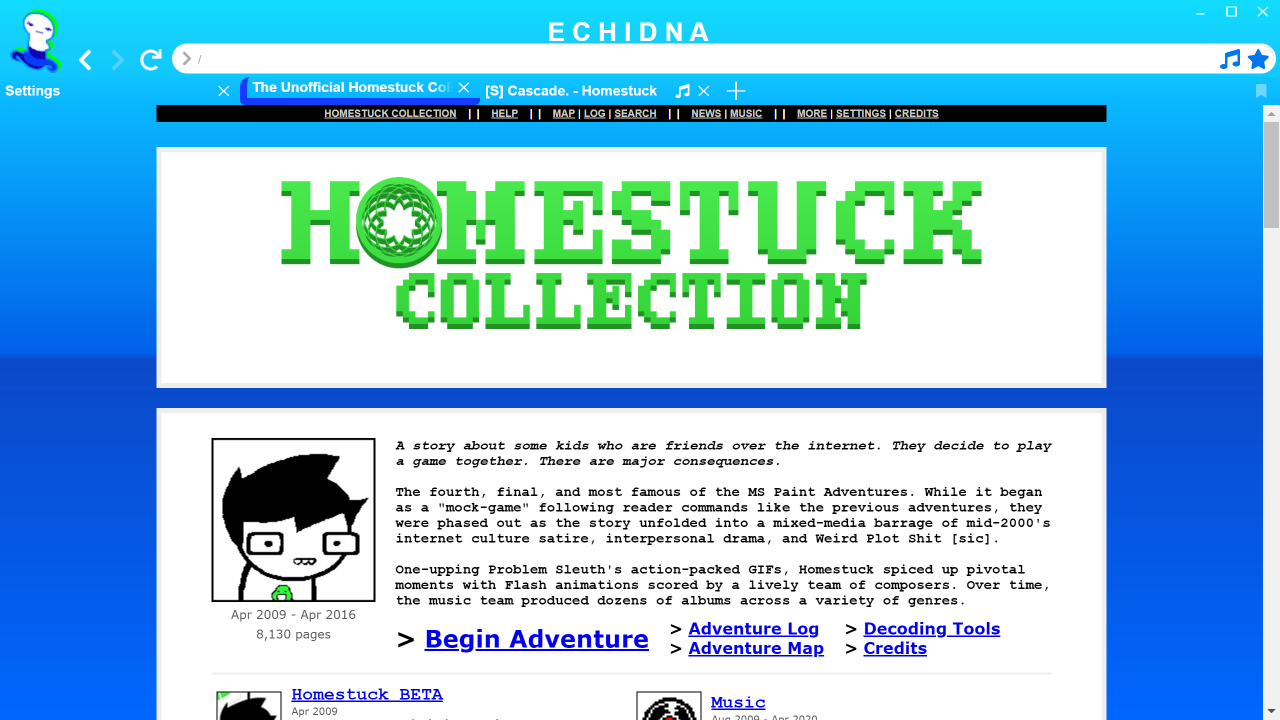 ECHIDNA
/
Settings
The Unofficial Homestuck Col
[S] Cascade. - Homestuck
HOMESTUCK COLLECTION || HELP || MAP | LOG | SEARCH || NEWS | MUSIC || MORE | SETTINGS | CREDITS
HOMESTUCK
COLLECTION
A story about some kids who are friends over the internet. They decide to play
a game together. There are major consequences.
The fourth, final, and most famous of the MS Paint Adventures. While it began
as a "mock-game" following reader commands like the previous adventures, they
were phased out as the story unfolded into a mixed-media barrage of mid-2000's
internet culture satire, interpersonal drama, and Weird Plot Shit [sic].
One-upping Problem Sleuth's action-packed GIFs, Homestuck spiced up pivotal
moments with Flash animations scored by a lively team of composers. Over time,
the music team produced dozens of albums across a variety of genres.
Apr 2009 - Apr 2016
8,130 pages
> Begin Adventure
> Adventure Log
> Adventure Map
> Decoding Tools
> Credits
Homestuck BETA
Apr 2009
Music
Aug 2009 - Apr 2020